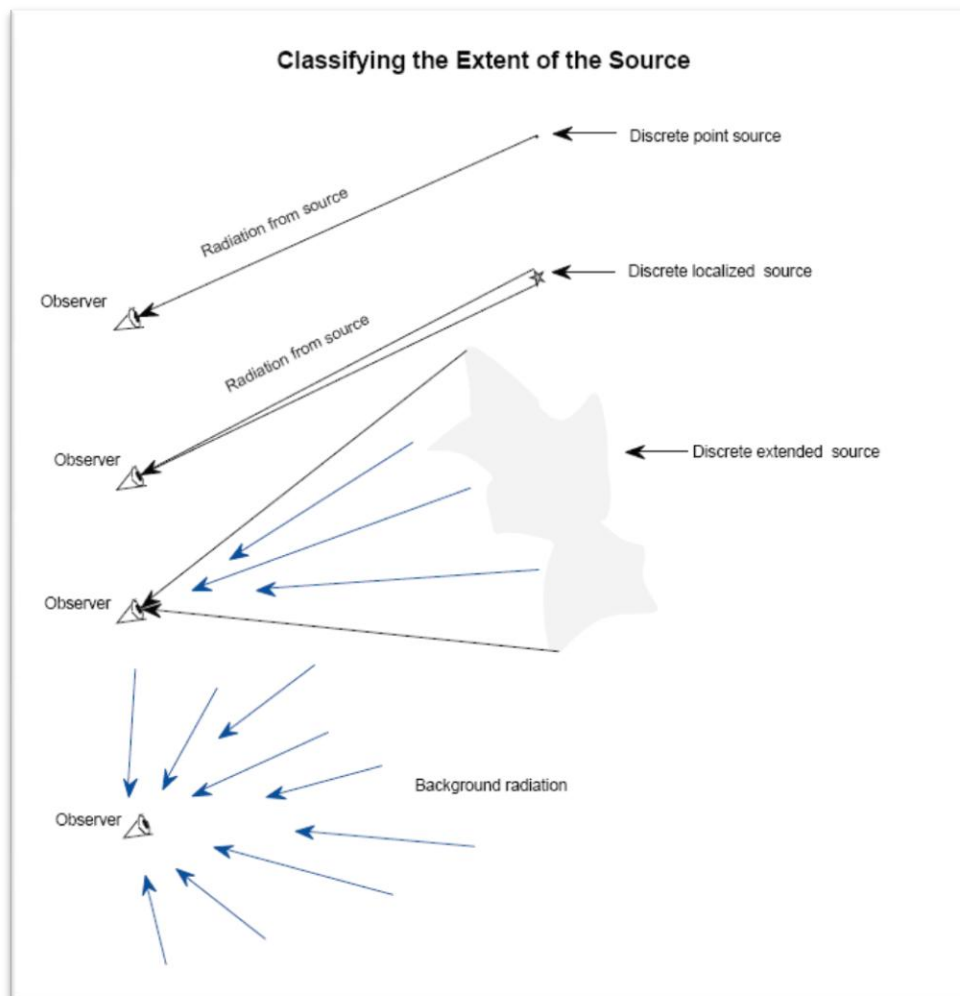 Classifying the Extent of the Source
Discrete point source
Radiation from source
Observer
Discrete localized source
Radiation from source
Observer
Discrete extended source
Observer
Background radiation
Observer